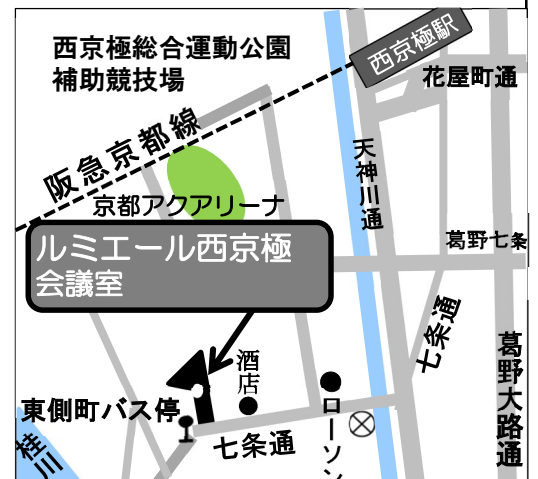 西京極総合運動公園
補助競技場
西京極駅
花屋町通
阪急京都線
天神川通
京都アクアリーナ
ルミエール西京極
会議室
葛野七条
七条通
葛野大路通
酒店
東側町バス停
ローソン
七条通
桂川